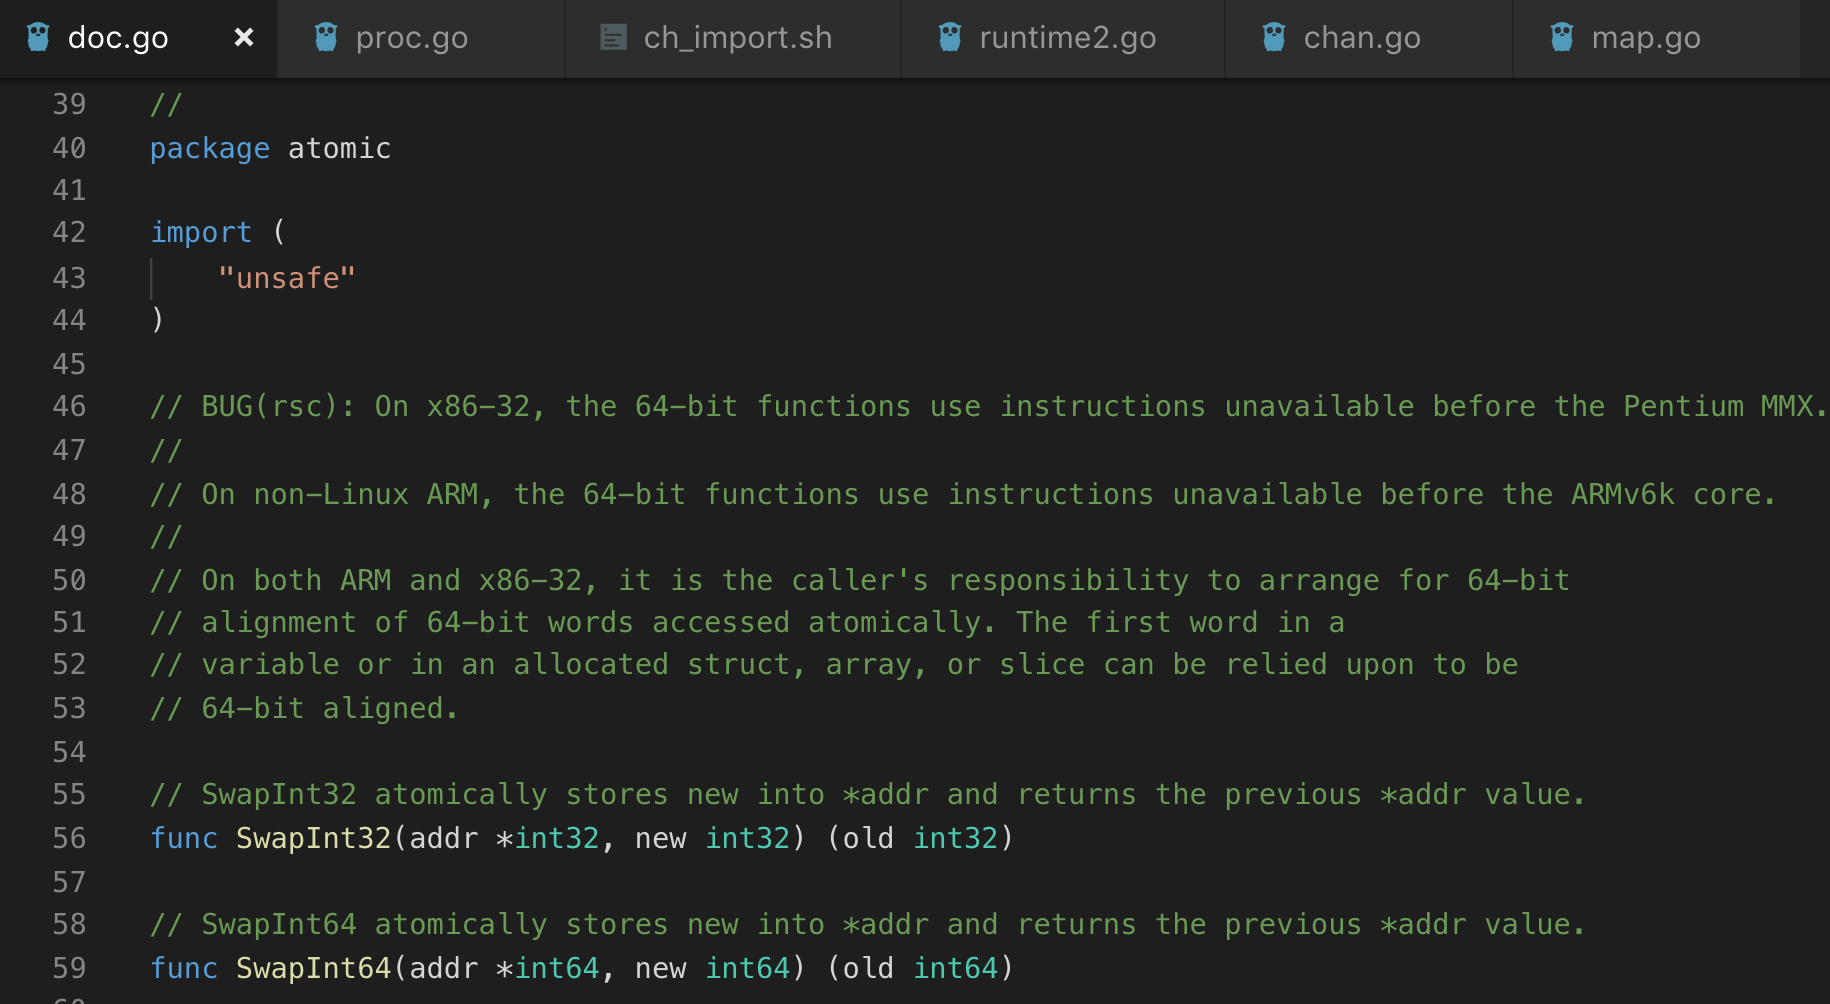 doc.go × proc.go ch_import.sh runtime2.go chan.go map.go
39 //
40 package atomic
41
42 import (
43 "unsafe"
44 )
45
46 // BUG(rsc): On x86-32, the 64-bit functions use instructions unavailable before the Pentium MMX.
47 //
48 // On non-Linux ARM, the 64-bit functions use instructions unavailable before the ARMv6k core.
49 //
50 // On both ARM and x86-32, it is the caller's responsibility to arrange for 64-bit
51 // alignment of 64-bit words accessed atomically. The first word in a
52 // variable or in an allocated struct, array, or slice can be relied upon to be
53 // 64-bit aligned.
54
55 // SwapInt32 atomically stores new into *addr and returns the previous *addr value.
56 func SwapInt32(addr *int32, new int32) (old int32)
57
58 // SwapInt64 atomically stores new into *addr and returns the previous *addr value.
59 func SwapInt64(addr *int64, new int64) (old int64)
60